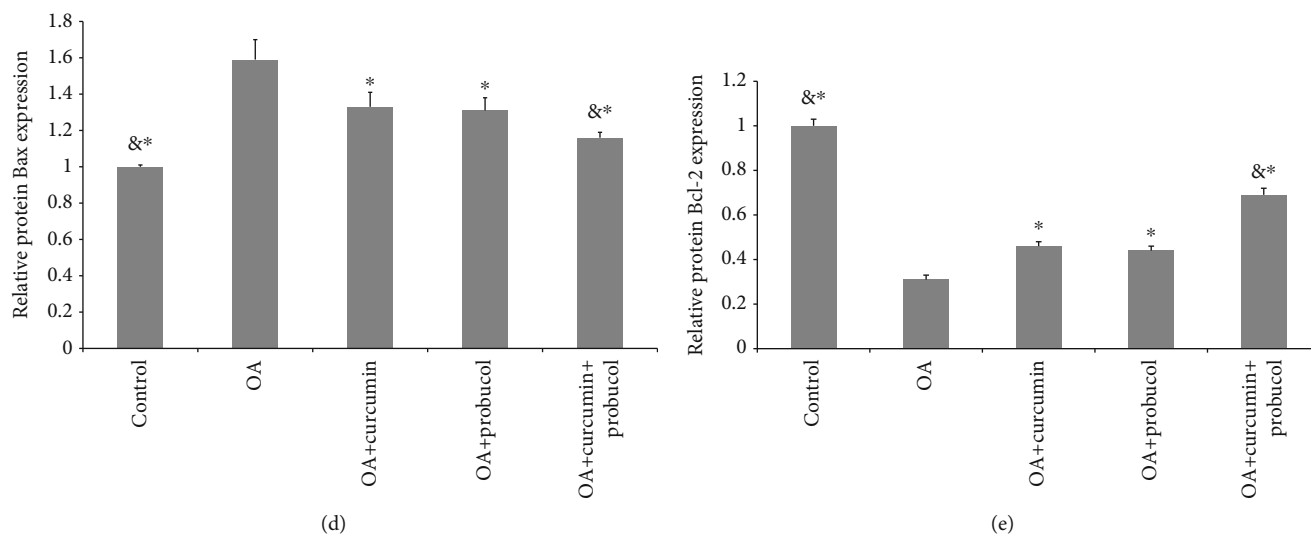 Relative protein Bax expression
1.8
1.6
1.4
1.2
1
0.8
0.6
0.4
0.2
0
&*
*
*
&*
Control
OA
OA+curcumin
OA+probucol
OA+curcumin+
probucol
(d)
Relative protein Bcl-2 expression
1.2
1
0.8
0.6
0.4
0.2
0
&*
*
*
&*
Control
OA
OA+curcumin
OA+probucol
OA+curcumin+
probucol
(e)